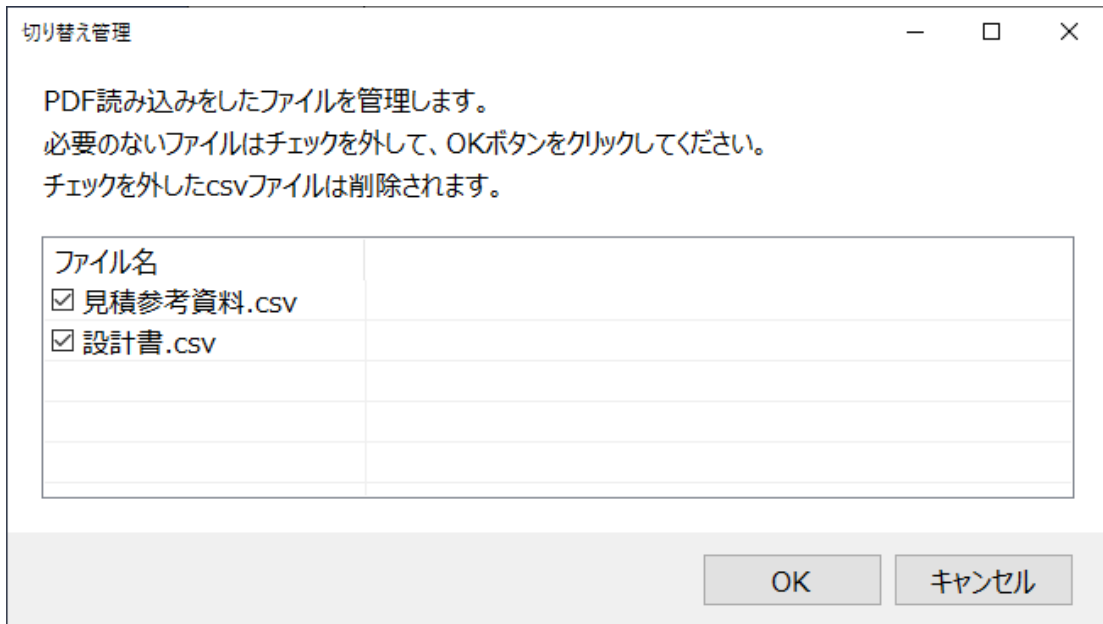 切り替え管理
PDF読み込みをしたファイルを管理します。
必要のないファイルはチェックを外して、OKボタンをクリックしてください。
チェックを外したcsvファイルは削除されます。
ファイル名
見積参考資料.csv
設計書.csv
OK
キャンセル